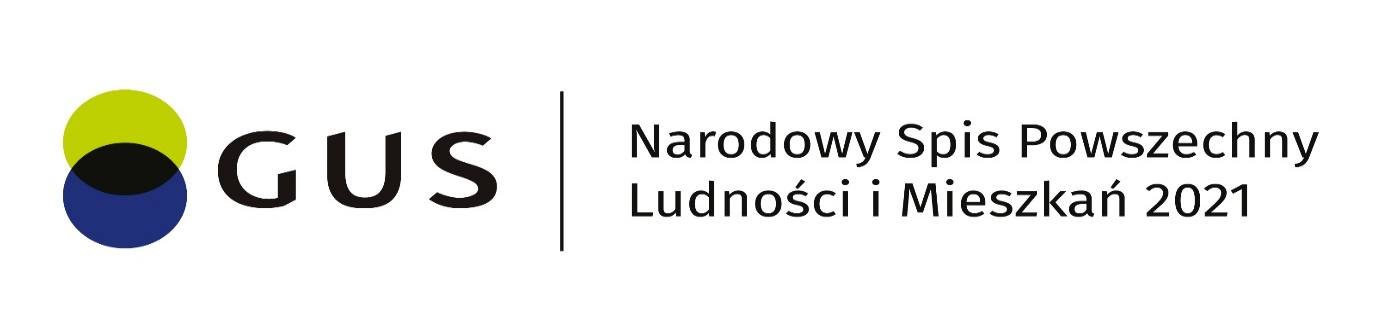 GUS
Narodowy Spis Powszechny
Ludności i Mieszkań 2021